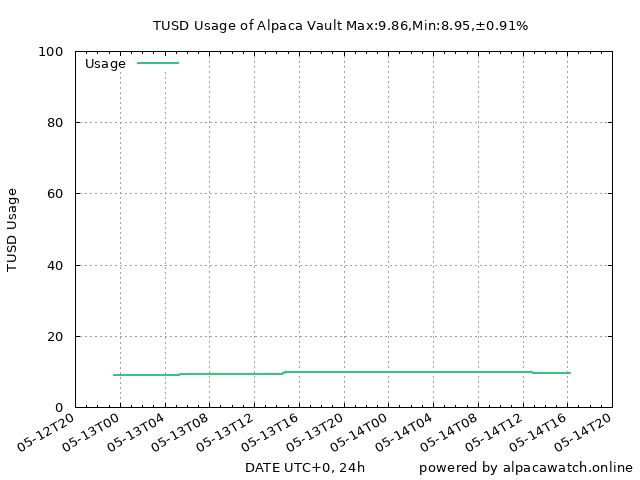 TUSD Usage of Alpaca Vault Max:9.86,Min:8.95,±0.91%
Usage
TUSD Usage
100
80
60
40
20
0
05-12T20
05-13T00
05-13T04
05-13T08
05-13T12
05-13T16
05-13T20
05-14T00
05-14T04
05-14T08
05-14T12
05-14T16
05-14T20
DATE UTC+0, 24h
powered by alpacawatch.online